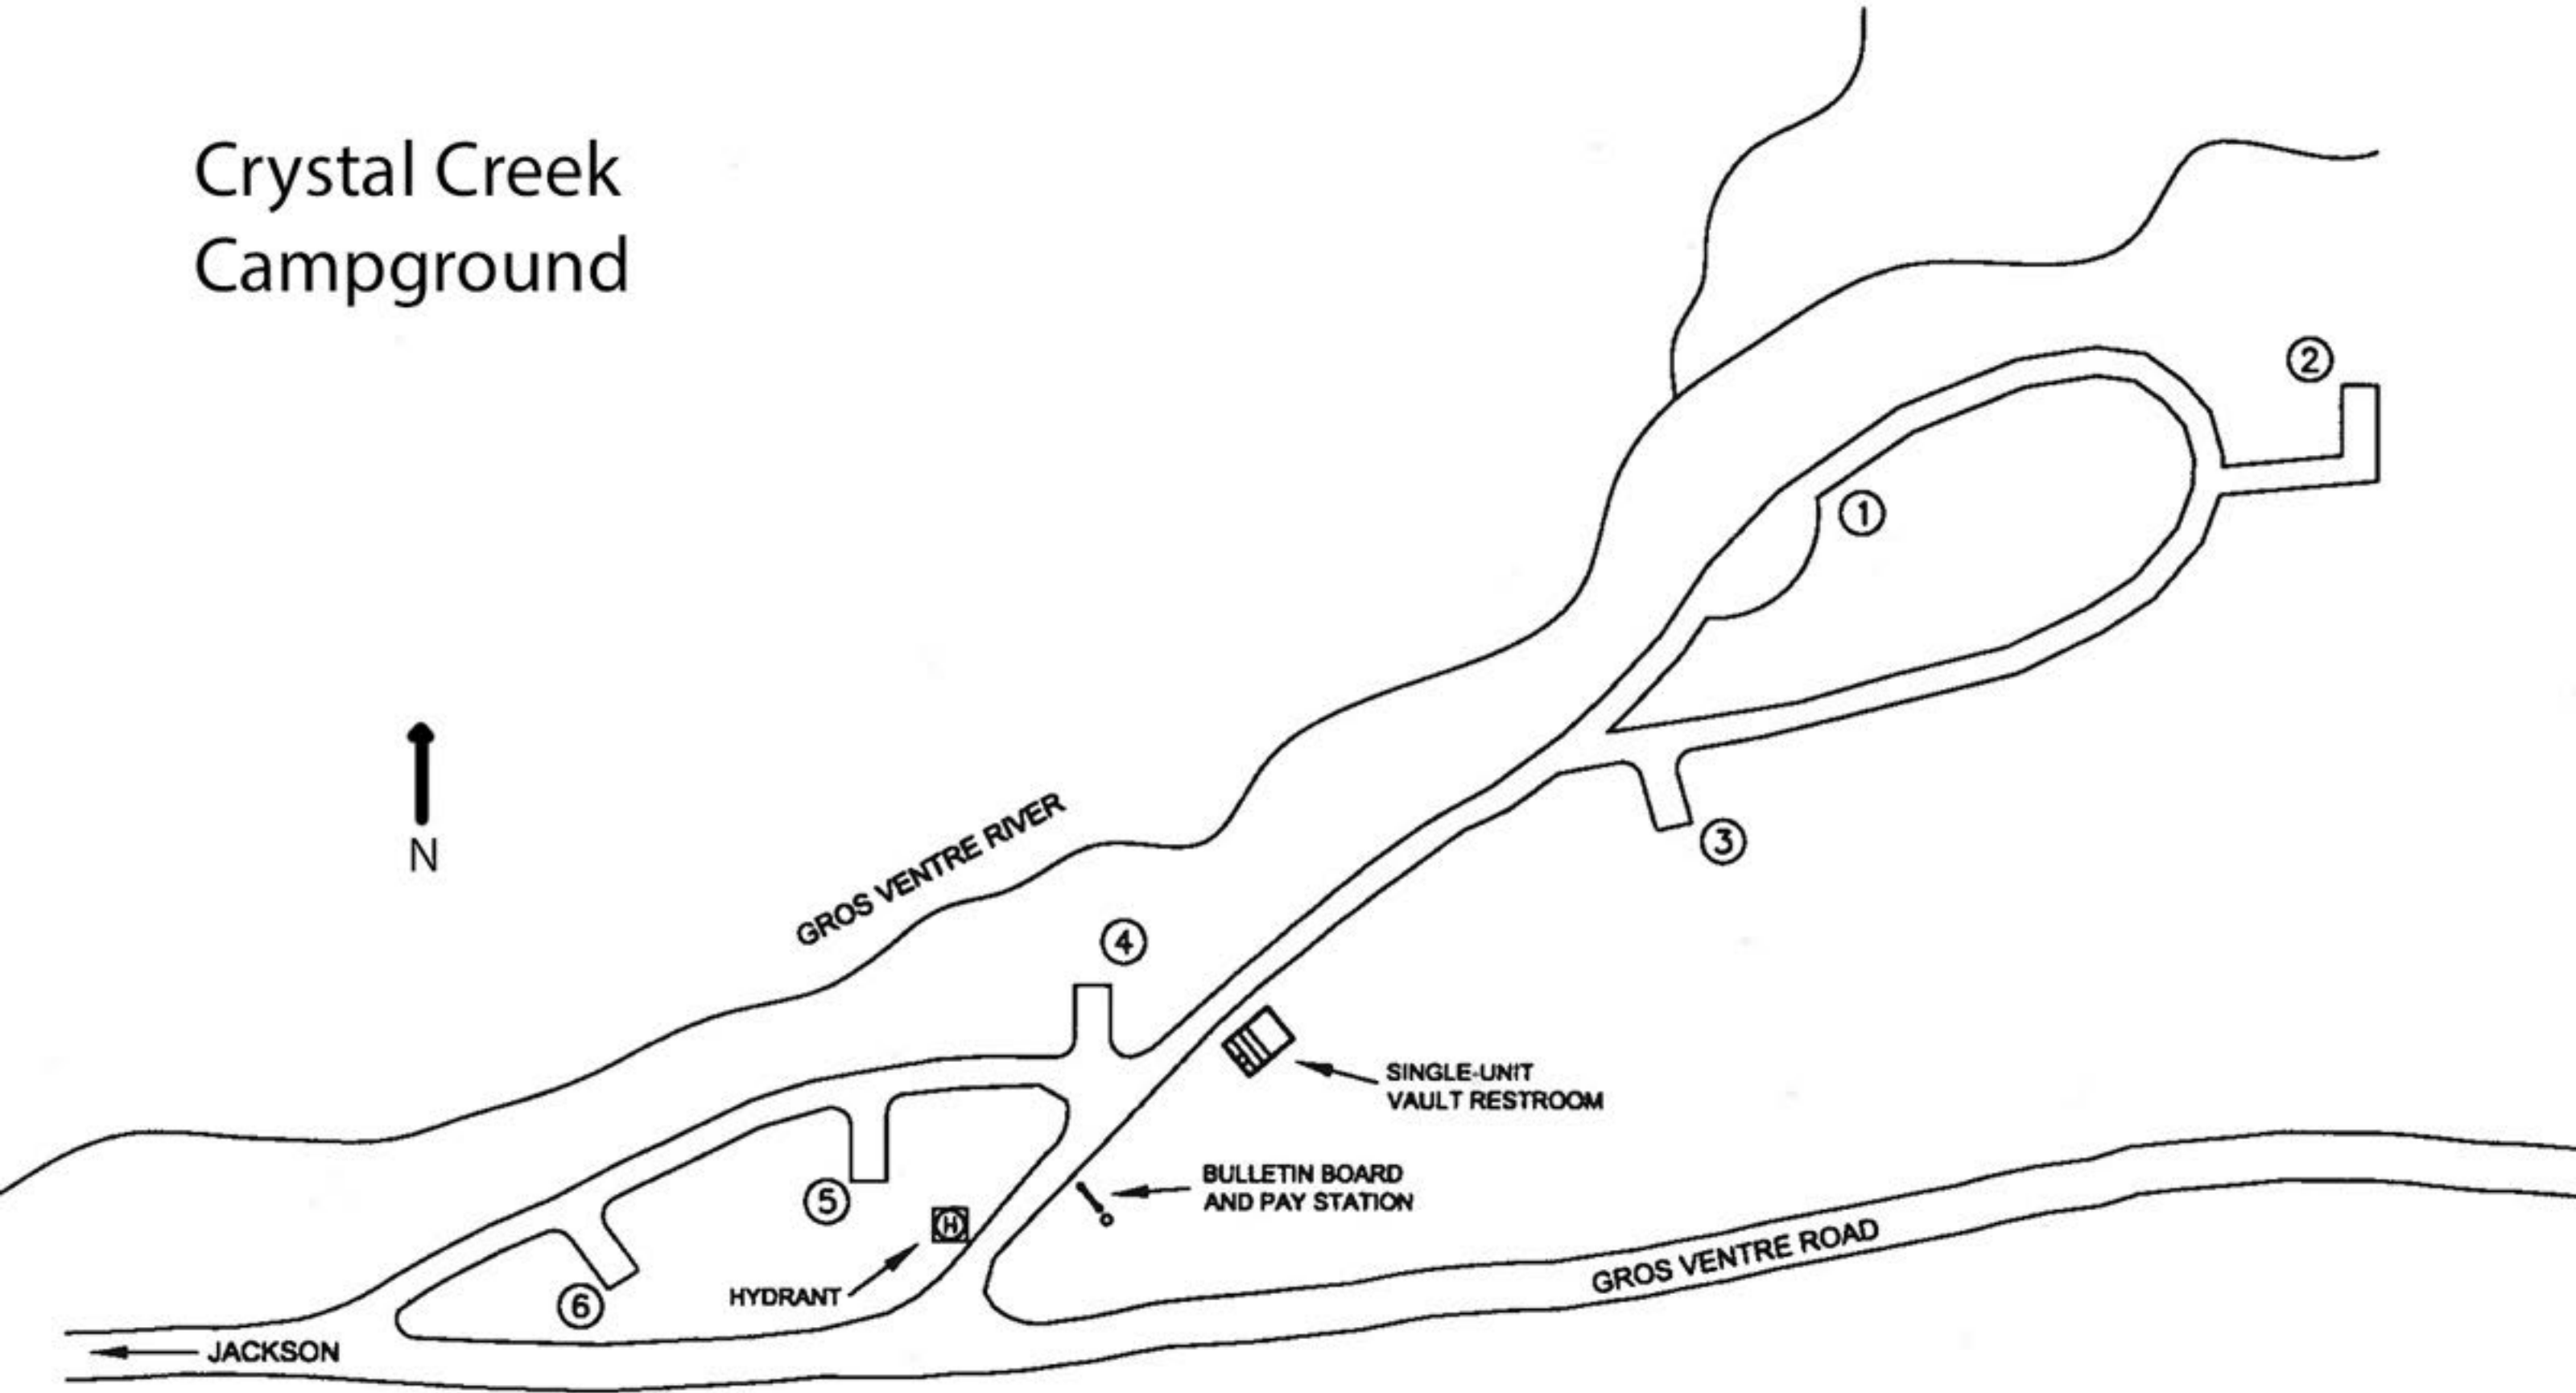 Crystal Creek
Campground
2
1
N
GROS VENTRE RIVER
3
4
SINGLE-UNIT
VAULT RESTROOM
BULLETIN BOARD
AND PAY STATION
5
H
HYDRANT
6
GROS VENTRE ROAD
JACKSON